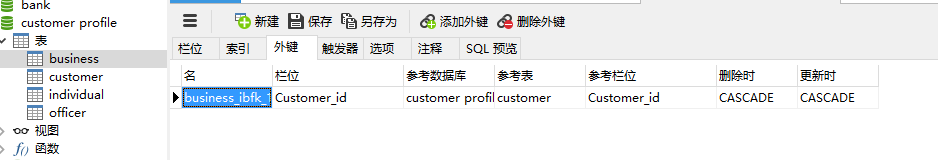 bank
customer profile
表
business
customer
individual
officer
视图
函数
新建 保存 另存为 添加外键 删除外键
栏位 索引 外键 触发器 选项 注释 SQL 预览
名 栏位 参考数据库 参考表 参考栏位 删除时 更新时
business_ibfk_ Customer_id customer profil customer Customer_id CASCADE CASCADE